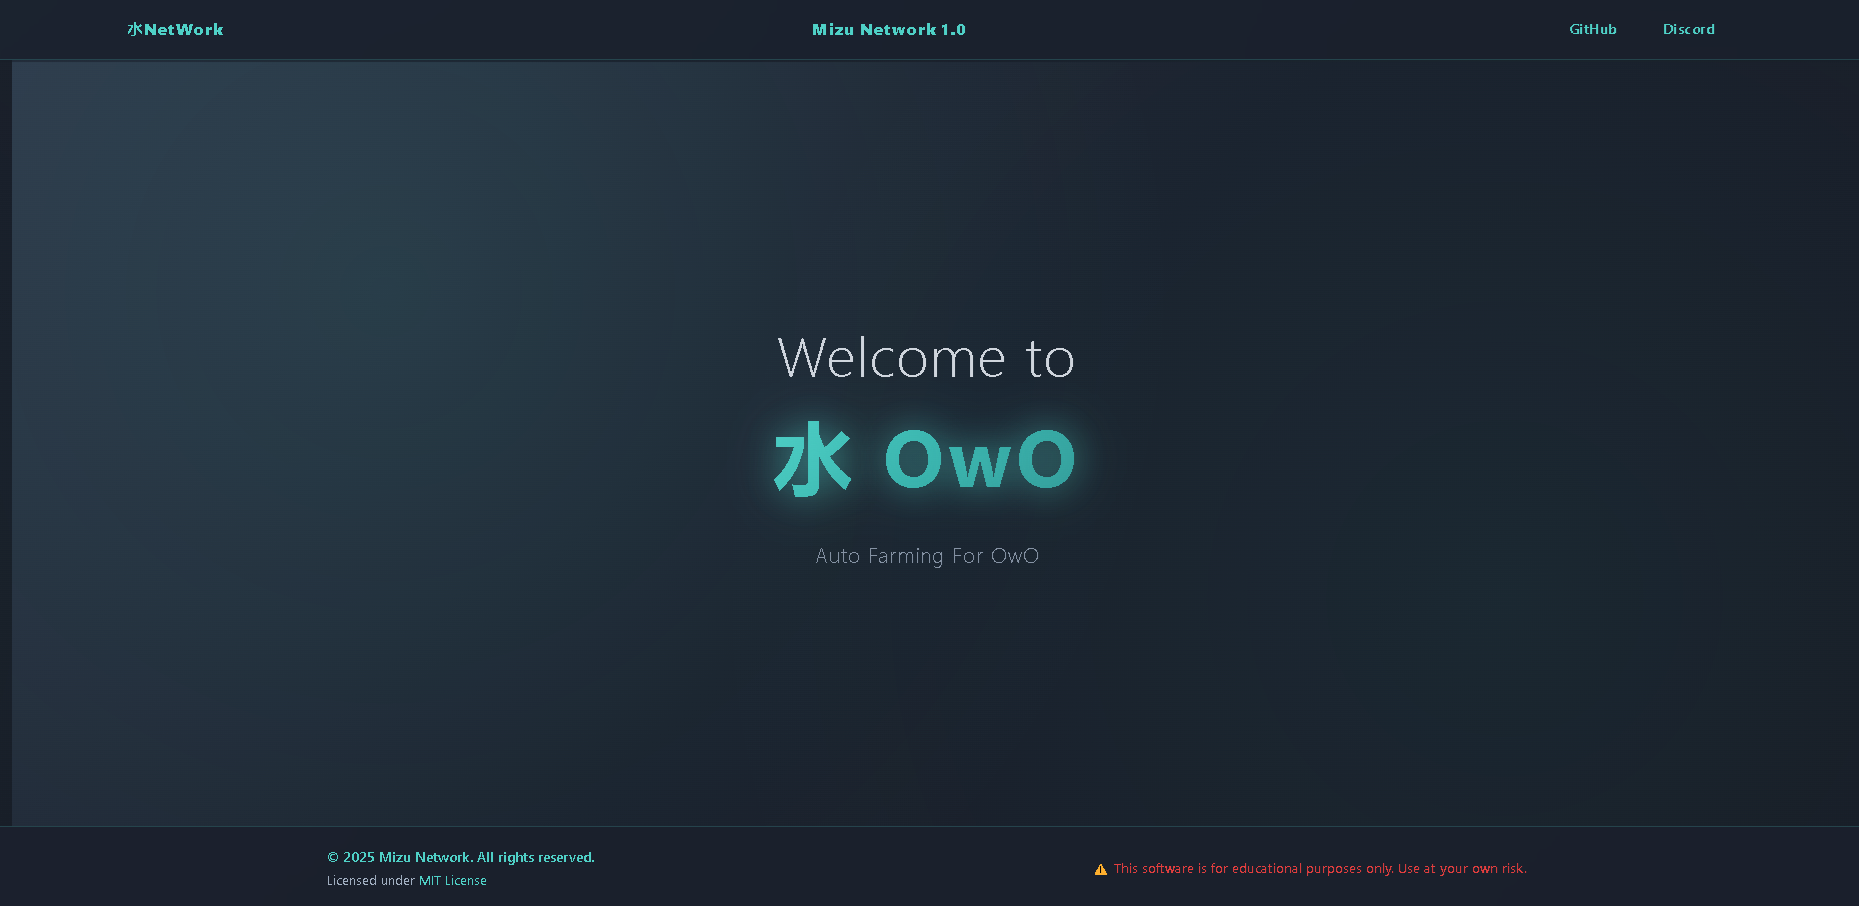 水NetWork
Mizu Network 1.0
GitHub
Discord
Welcome to
水 OwO
Auto Farming For OwO
© 2025 Mizu Network. All rights reserved.
Licensed under MIT License
⚠ This software is for educational purposes only. Use at your own risk.